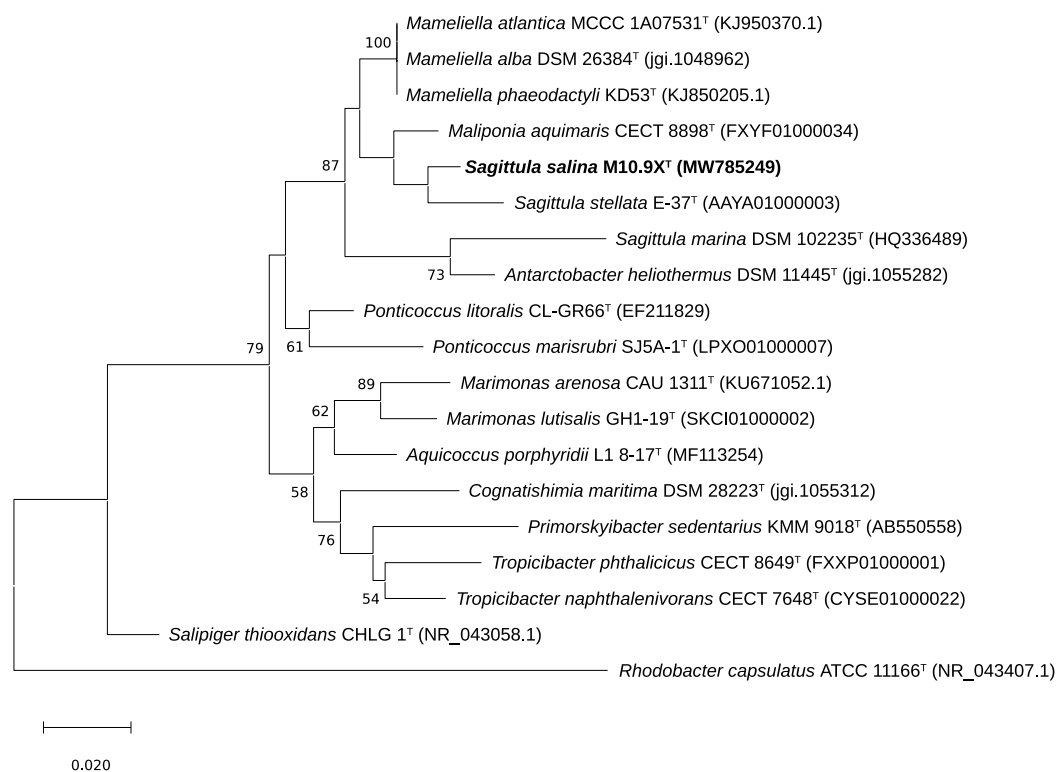 Mameliella atlantica MCCC 1A07531ᵀ (KJ950370.1)
100
Mameliella alba DSM 26384ᵀ (jgi.1048962)
Mameliella phaeodactyli KD53ᵀ (KJ850205.1)
Maliponia aquimaris CECT 8898ᵀ (FXYF01000034)
87
Sagittula salina M10.9Xᵀ (MW785249)
Sagittula stellata E-37ᵀ (AAYA01000003)
Sagittula marina DSM 102235ᵀ (HQ336489)
73
Antarctobacter heliothermus DSM 11445ᵀ (jgi.1055282)
Ponticoccus litoralis CL-GR66ᵀ (EF211829)
79
61
Ponticoccus marisrubri SJ5A-1ᵀ (LPXO01000007)
89
Marimonas arenosa CAU 1311ᵀ (KU671052.1)
62
Marimonas lutisalis GH1-19ᵀ (SKCI01000002)
Aquicoccus porphyridii L1 8-17ᵀ (MF113254)
58
Cognatishimia maritima DSM 28223ᵀ (jgi.1055312)
Primorskyibacter sedentarius KMM 9018ᵀ (AB550558)
76
Tropicibacter phthalicicus CECT 8649ᵀ (FXXP01000001)
54
Tropicibacter naphthalenivorans CECT 7648ᵀ (CYSE01000022)
Salipiger thiooxidans CHLG 1ᵀ (NR_043058.1)
Rhodobacter capsulatus ATCC 11166ᵀ (NR_043407.1)
0.020